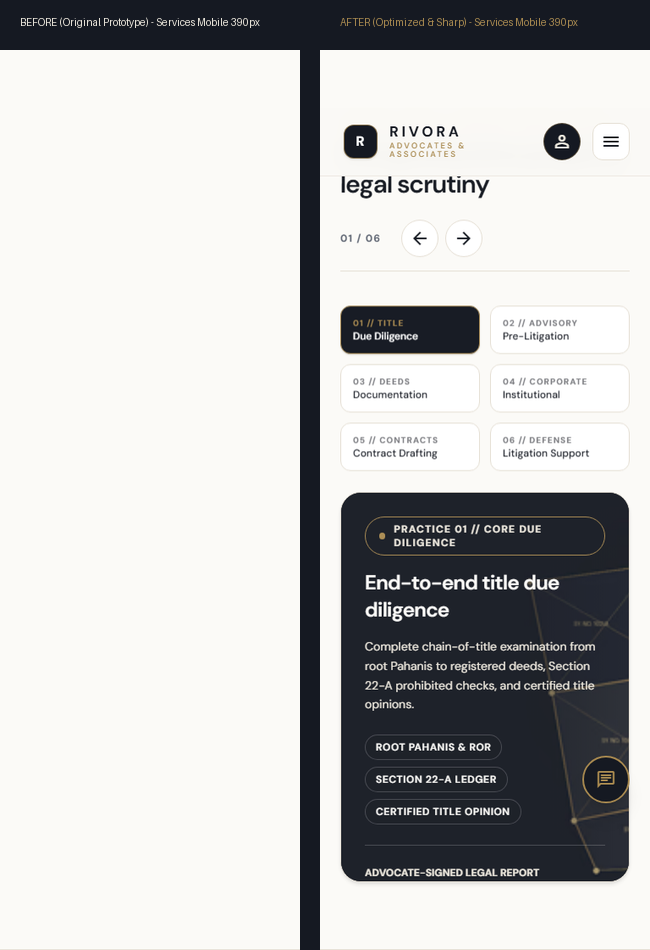 BEFORE (Original Prototype) - Services Mobile 390px
AFTER (Optimized & Sharp) - Services Mobile 390px
R
RIVORA
ADVOCATES &
ASSOCIATES
legal scrutiny
01 / 06
01 // TITLE
Due Diligence
02 // ADVISORY
Pre-Litigation
03 // DEEDS
Documentation
04 // CORPORATE
Institutional
05 // CONTRACTS
Contract Drafting
06 // DEFENSE
Litigation Support
PRACTICE 01 // CORE DUE
DILIGENCE
End-to-end title due
diligence
Complete chain-of-title examination from
root Pahanis to registered deeds, Section
22-A prohibited checks, and certified title
opinions.
ROOT PAHANIS & ROR
SECTION 22-A LEDGER
CERTIFIED TITLE OPINION
ADVOCATE-SIGNED LEGAL REPORT